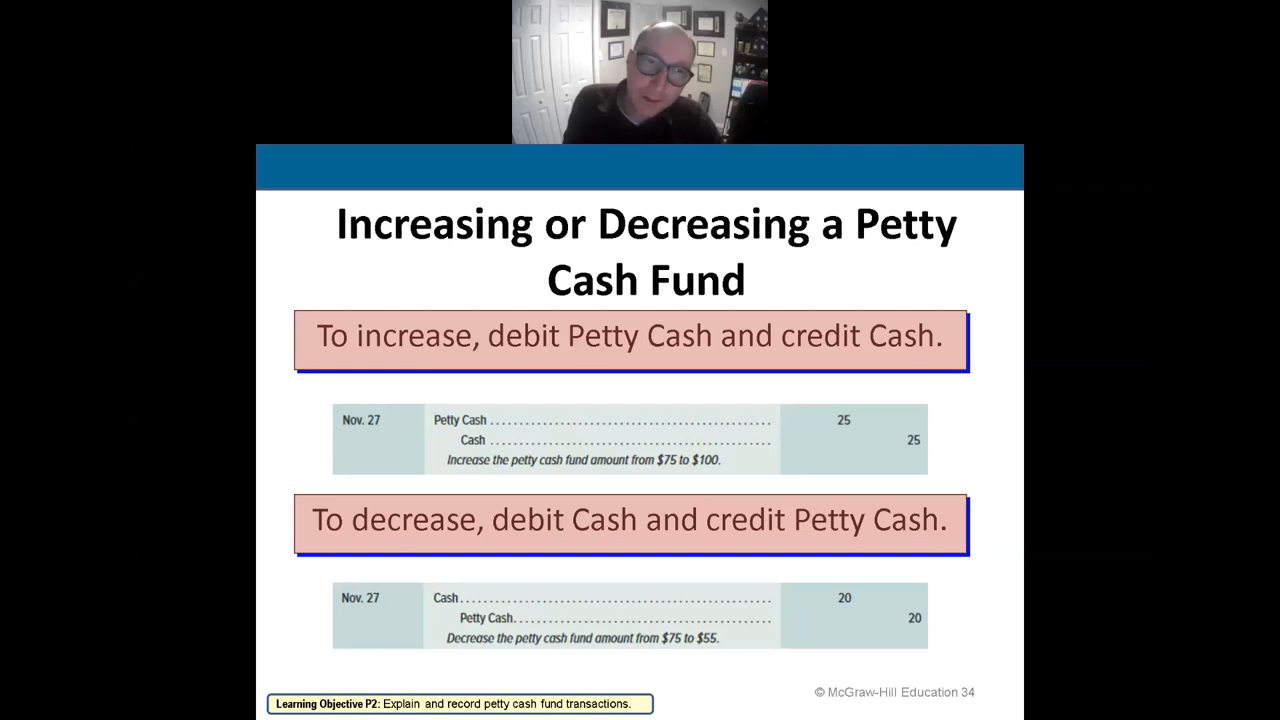 Increasing or Decreasing a Petty
Cash Fund
To increase, debit Petty Cash and credit Cash.
Nov. 27 Petty Cash 25
Cash 25
Increase the petty cash fund amount from $75 to $100.
To decrease, debit Cash and credit Petty Cash.
Nov. 27 Cash 20
Petty Cash 20
Decrease the petty cash fund amount from $75 to $55.
© McGraw-Hill Education 34
Learning Objective P2: Explain and record petty cash fund transactions.